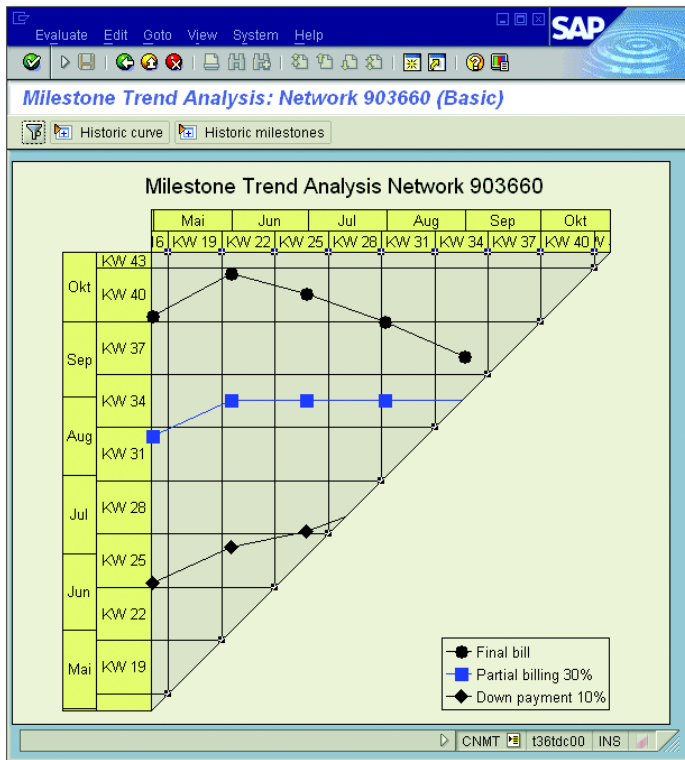 SAP
Evaluate Edit Goto View System Help
Milestone Trend Analysis: Network 903660 (Basic)
Historic curve Historic milestones
Milestone Trend Analysis Network 903660
Mai Jun Jul Aug Sep Okt
16 KW 19 KW 22 KW 25 KW 28 KW 31 KW 34 KW 37 KW 40
KW 43
Okt
KW 40
KW 37
Sep
KW 34
Aug
KW 31
KW 28
Jul
KW 25
Jun
KW 22
Mai
KW 19
Final bill
Partial billing 30%
Down payment 10%
CNMT t36tdc00 INS